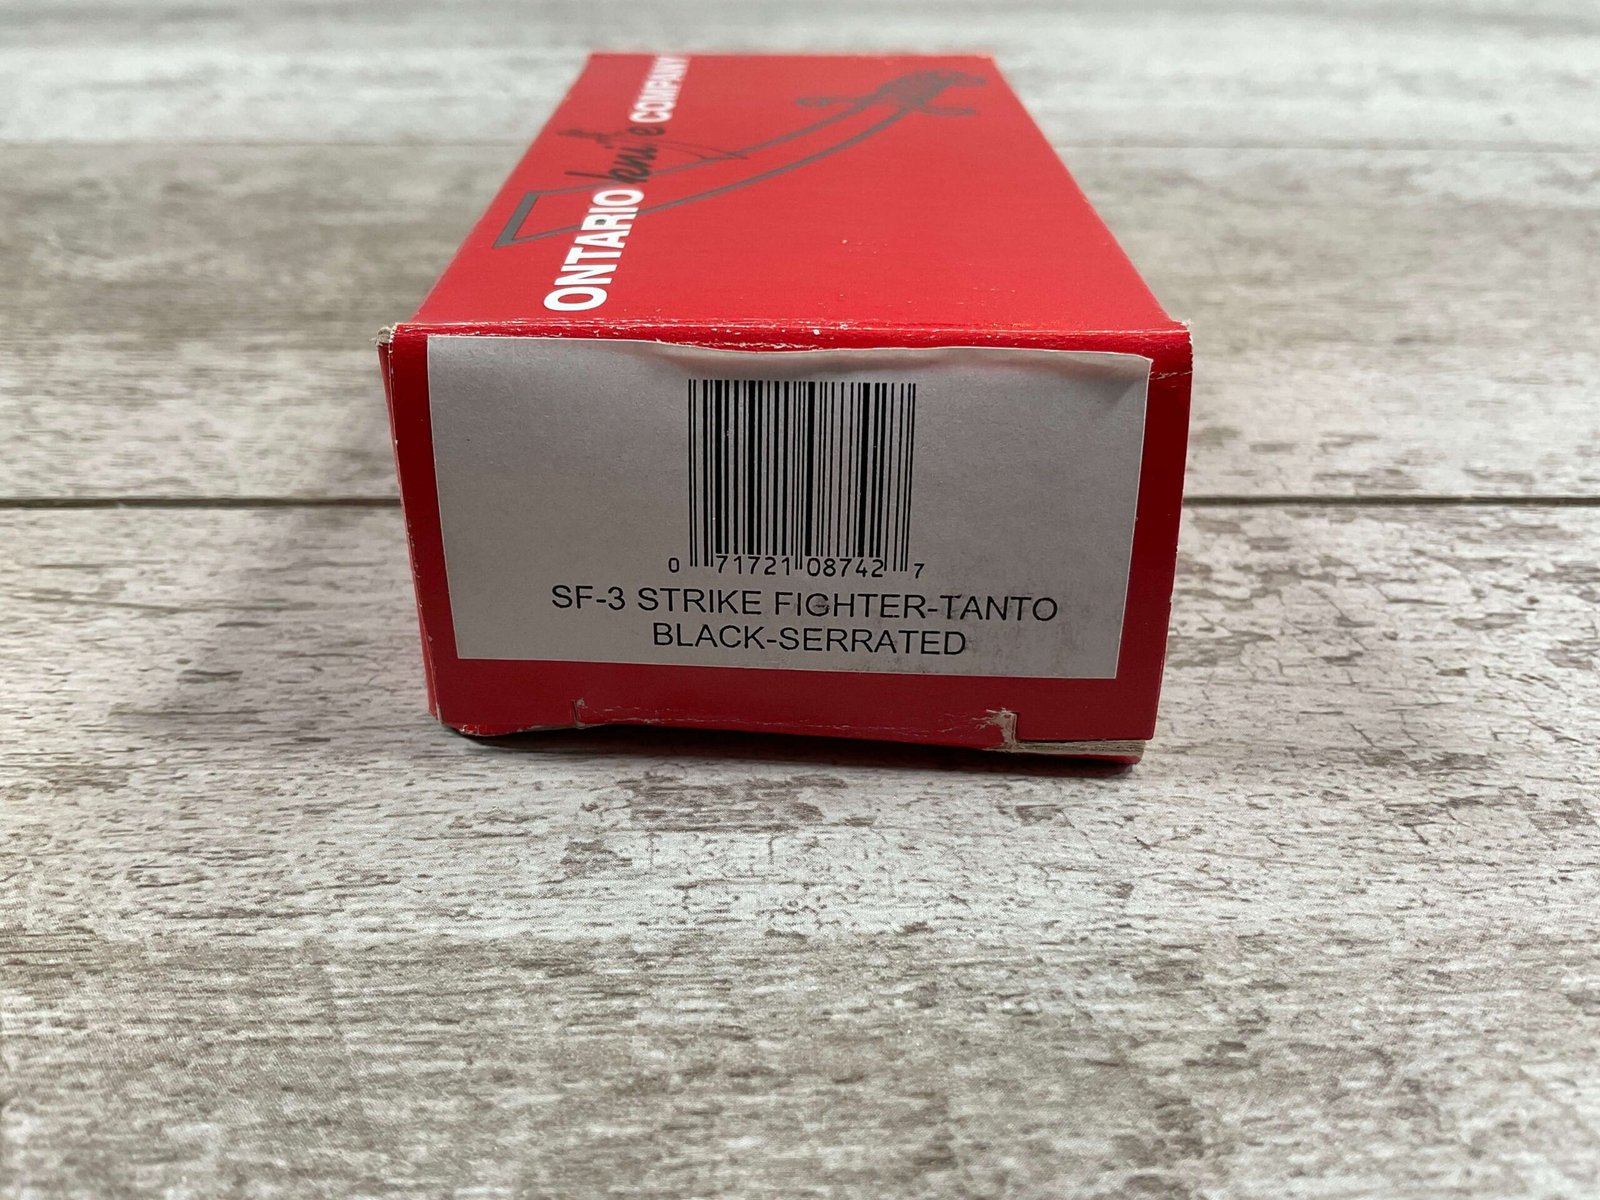 ONTARIO knife COMPANY
0 71721 08742 7
SF-3 STRIKE FIGHTER-TANTO
BLACK-SERRATED